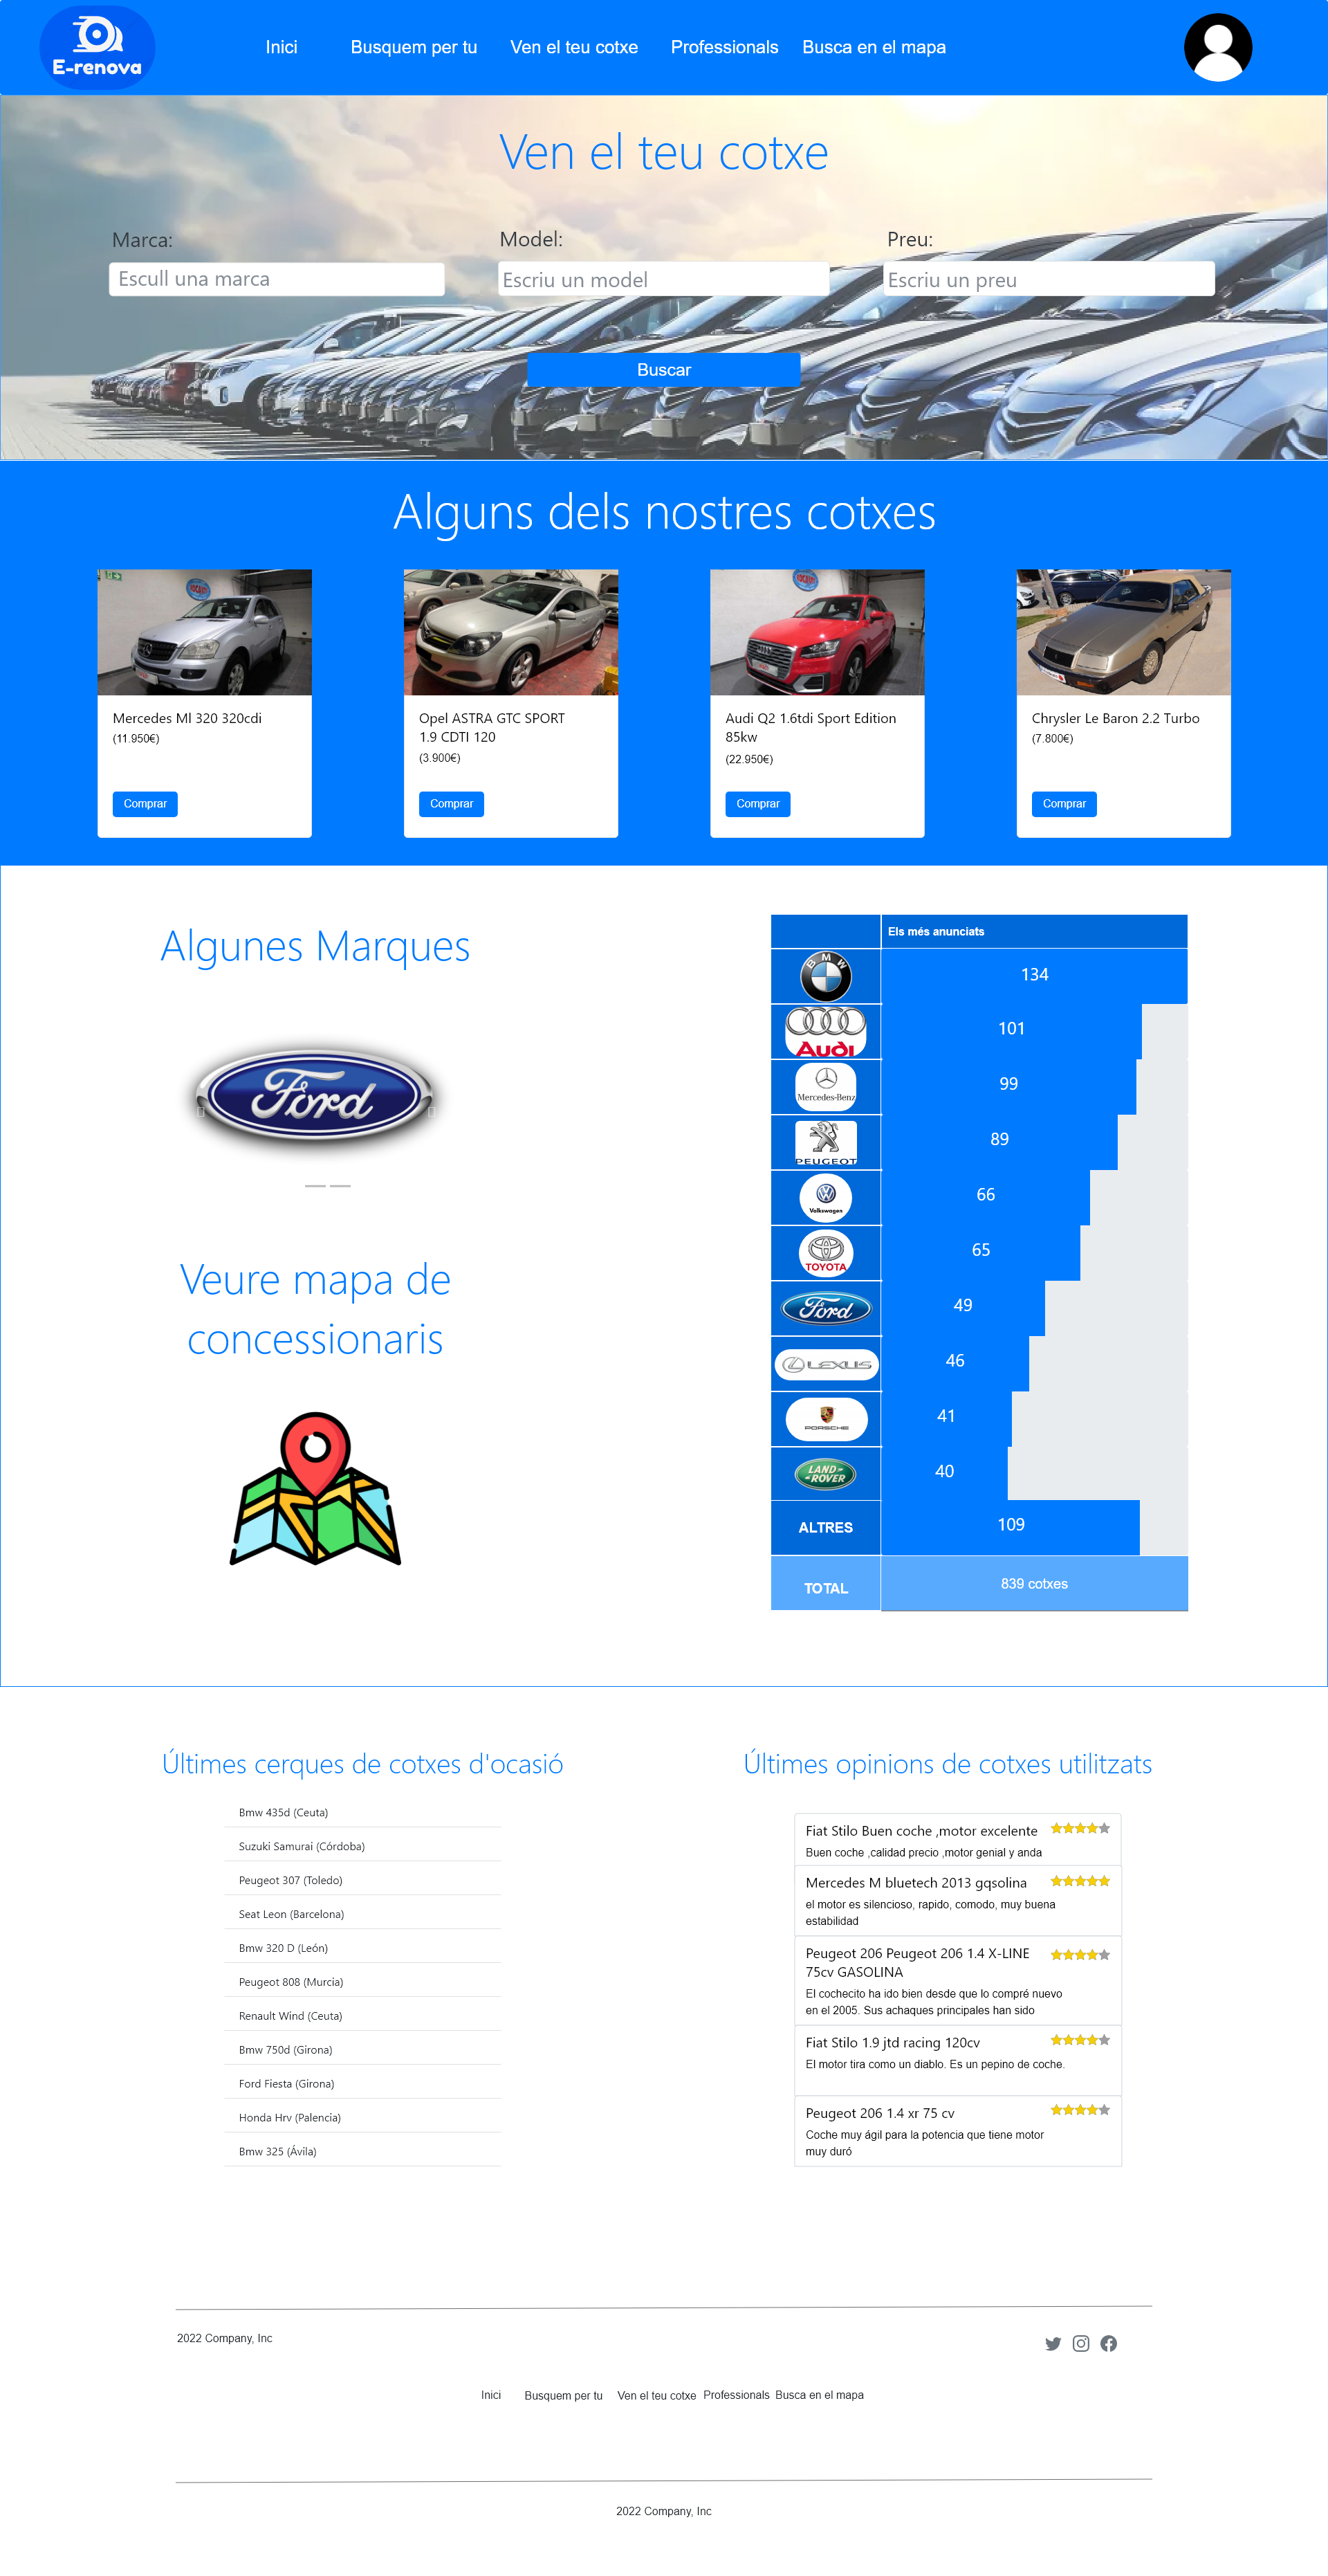 E-renova
Inici
Busquem per tu
Ven el teu cotxe
Professionals
Busca en el mapa
Ven el teu cotxe
Marca:
Model:
Preu:
Escull una marca
Escriu un model
Escriu un preu
Buscar
Alguns dels nostres cotxes
Mercedes Ml 320 320cdi
(11.950€)
Comprar
Opel ASTRA GTC SPORT
1.9 CDTI 120
(3.900€)
Comprar
Audi Q2 1.6tdi Sport Edition
85kw
(22.950€)
Comprar
Chrysler Le Baron 2.2 Turbo
(7.800€)
Comprar
Algunes Marques
Ford
Veure mapa de
concessionaris
Els més anunciats
BMW
134
Audi
101
Mercedes-Benz
99
PEUGEOT
89
Volkswagen
66
TOYOTA
65
Ford
49
LEXUS
46
PORSCHE
41
LAND-
ROVER
40
ALTRES
109
TOTAL
839 cotxes
Últimes cerques de cotxes d'ocasió
Bmw 435d (Ceuta)
Suzuki Samurai (Córdoba)
Peugeot 307 (Toledo)
Seat Leon (Barcelona)
Bmw 320 D (León)
Peugeot 808 (Murcia)
Renault Wind (Ceuta)
Bmw 750d (Girona)
Ford Fiesta (Girona)
Honda Hrv (Palencia)
Bmw 325 (Ávila)
Últimes opinions de cotxes utilitzats
Fiat Stilo Buen coche ,motor excelente
Buen coche ,calidad precio ,motor genial y anda
Mercedes M bluetech 2013 gqsolina
el motor es silencioso, rapido, comodo, muy buena
estabilidad
Peugeot 206 Peugeot 206 1.4 X-LINE
75cv GASOLINA
El cochecito ha ido bien desde que lo compré nuevo
en el 2005. Sus achaques principales han sido
Fiat Stilo 1.9 jtd racing 120cv
El motor tira como un diablo. Es un pepino de coche.
Peugeot 206 1.4 xr 75 cv
Coche muy ágil para la potencia que tiene motor
muy duró
2022 Company, Inc
Inici
Busquem per tu
Ven el teu cotxe
Professionals
Busca en el mapa
2022 Company, Inc